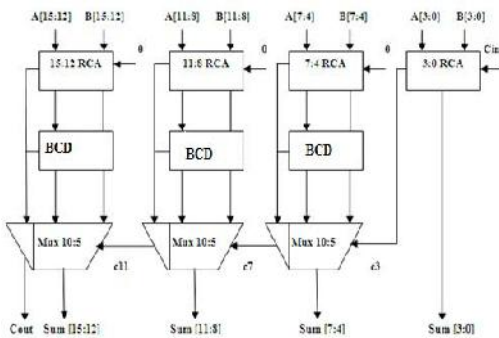 A[15:12] B[15:12] A[11:8] B[11:8] A[7:4] B[7:4] A[3:0] B[3:0]
0 0 0 Cin
15:12 RCA 11:8 RCA 7:4 RCA 3:0 RCA
BCD BCD BCD
Mux 10:5 Mux 10:5 Mux 10:5
c11 c7 c3
Cout Sum [15:12] Sum [11:8] Sum [7:4] Sum [3:0]